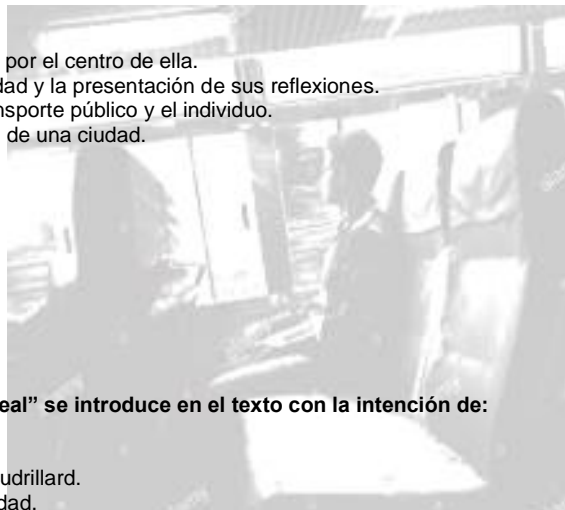 por el centro de ella.
dad y la presentación de sus reflexiones.
nsporte público y el individuo.
de una ciudad.
eal” se introduce en el texto con la intención de:
udrillard.
dad.